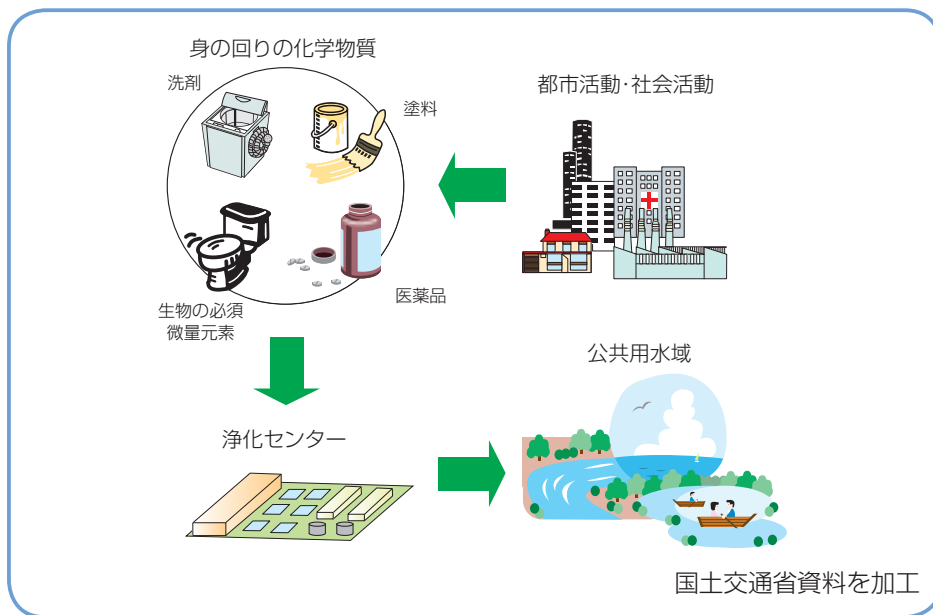 身の回りの化学物質
洗剤
塗料
生物の必須
微量元素
医薬品
都市活動・社会活動
浄化センター
公共用水域
国土交通省資料を加工